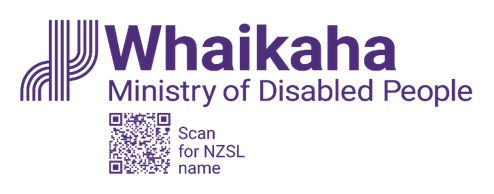 Whaikaha
Ministry of Disabled People
Scan
for NZSL
name